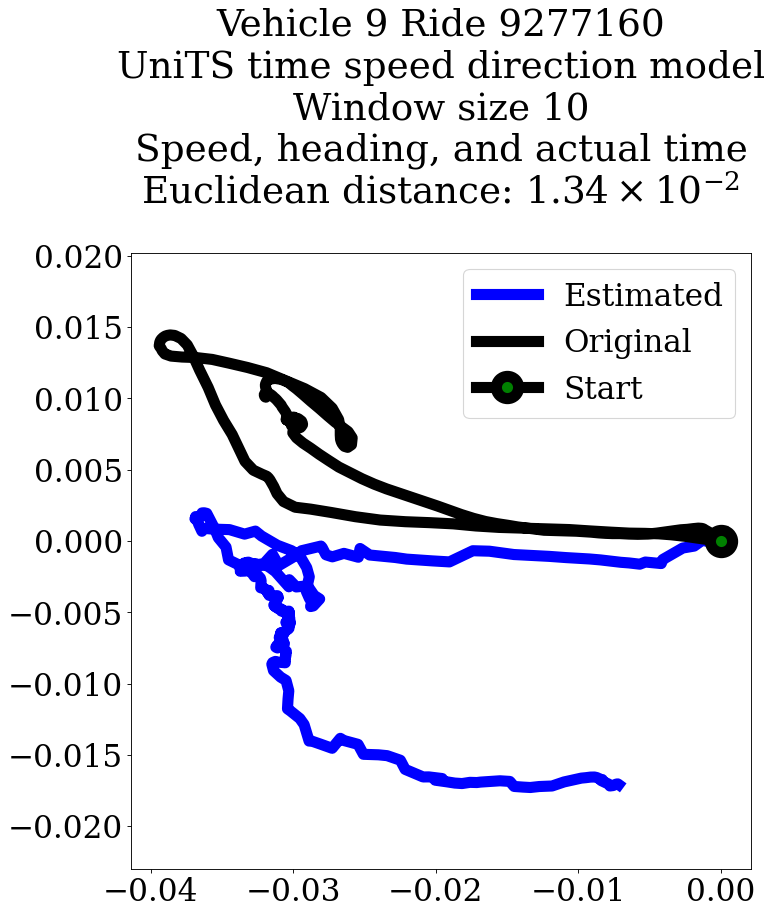 Vehicle 9 Ride 9277160
UniTS time speed direction model
Window size 10
Speed, heading, and actual time
Euclidean distance: 1.34 × 10⁻²
Estimated
Original
Start
0.020
0.015
0.010
0.005
0.000
−0.005
−0.010
−0.015
−0.020
−0.04 −0.03 −0.02 −0.01 0.00